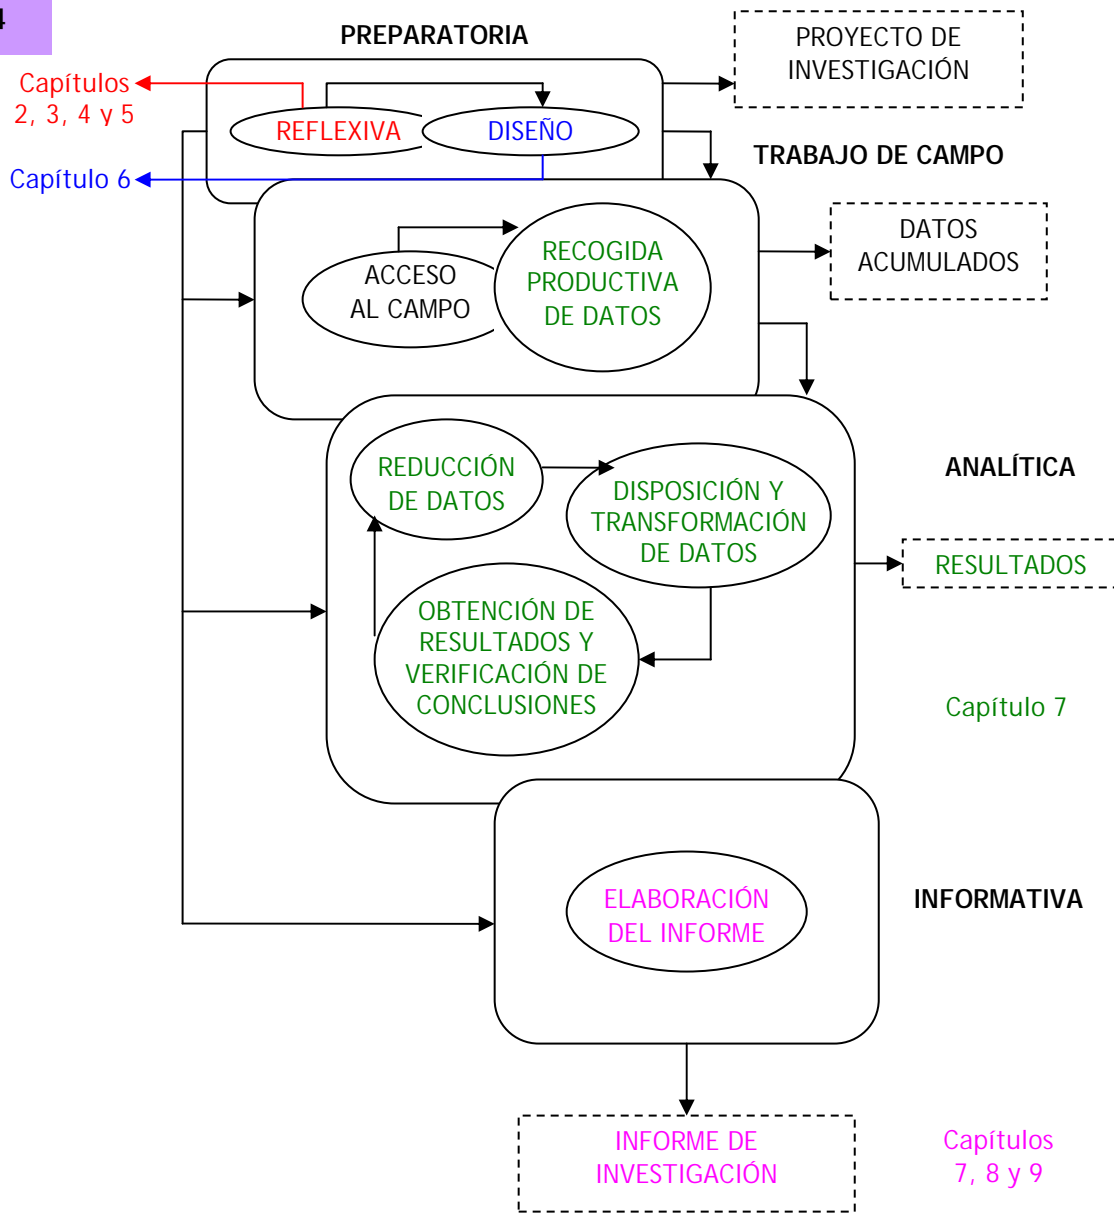 4
PREPARATORIA
PROYECTO DE
INVESTIGACIÓN
Capítulos
2, 3, 4 y 5
REFLEXIVA
DISEÑO
TRABAJO DE CAMPO
Capítulo 6
DATOS
ACUMULADOS
ACCESO
AL CAMPO
RECOGIDA
PRODUCTIVA
DE DATOS
ANALÍTICA
REDUCCIÓN
DE DATOS
DISPOSICIÓN Y
TRANSFORMACIÓN
DE DATOS
RESULTADOS
OBTENCIÓN DE
RESULTADOS Y
VERIFICACIÓN DE
CONCLUSIONES
Capítulo 7
ELABORACIÓN
DEL INFORME
INFORMATIVA
INFORME DE
INVESTIGACIÓN
Capítulos
7, 8 y 9